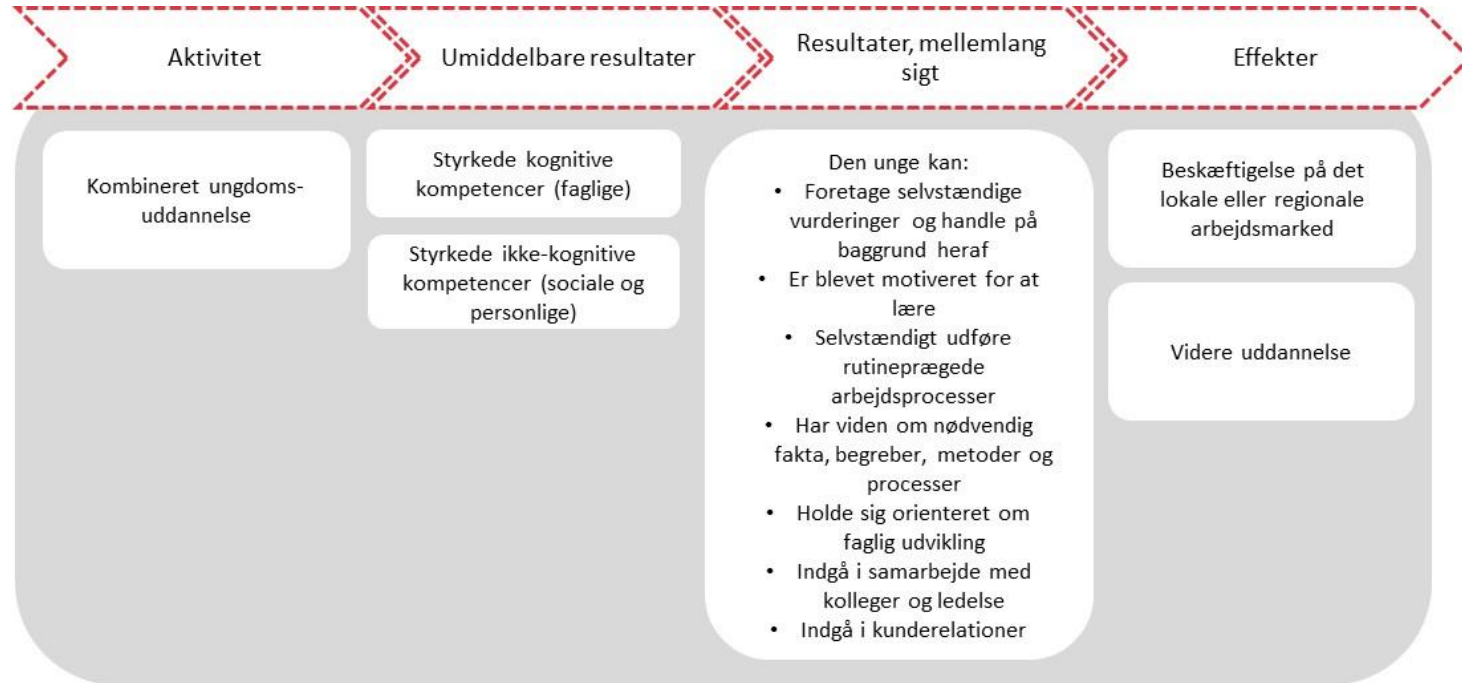 Aktivitet
Umiddelbare resultater
Resultater, mellemlang
sigt
Effekter
Kombineret ungdoms-
uddannelse
Styrkede kognitive
kompetencer (faglige)
Styrkede ikke-kognitive
kompetencer (sociale og
personlige)
Den unge kan:
• Foretage selvstændige
vurderinger og handle på
baggrund heraf
• Er blevet motiveret for at
lære
• Selvstændigt udføre
rutineprægede
arbejdsprocesser
• Har viden om nødvendig
fakta, begreber, metoder og
processer
• Holde sig orienteret om
faglig udvikling
• Indgå i samarbejde med
kolleger og ledelse
• Indgå i kunderelationer
Beskæftigelse på det
lokale eller regionale
arbejdsmarked
Videre uddannelse